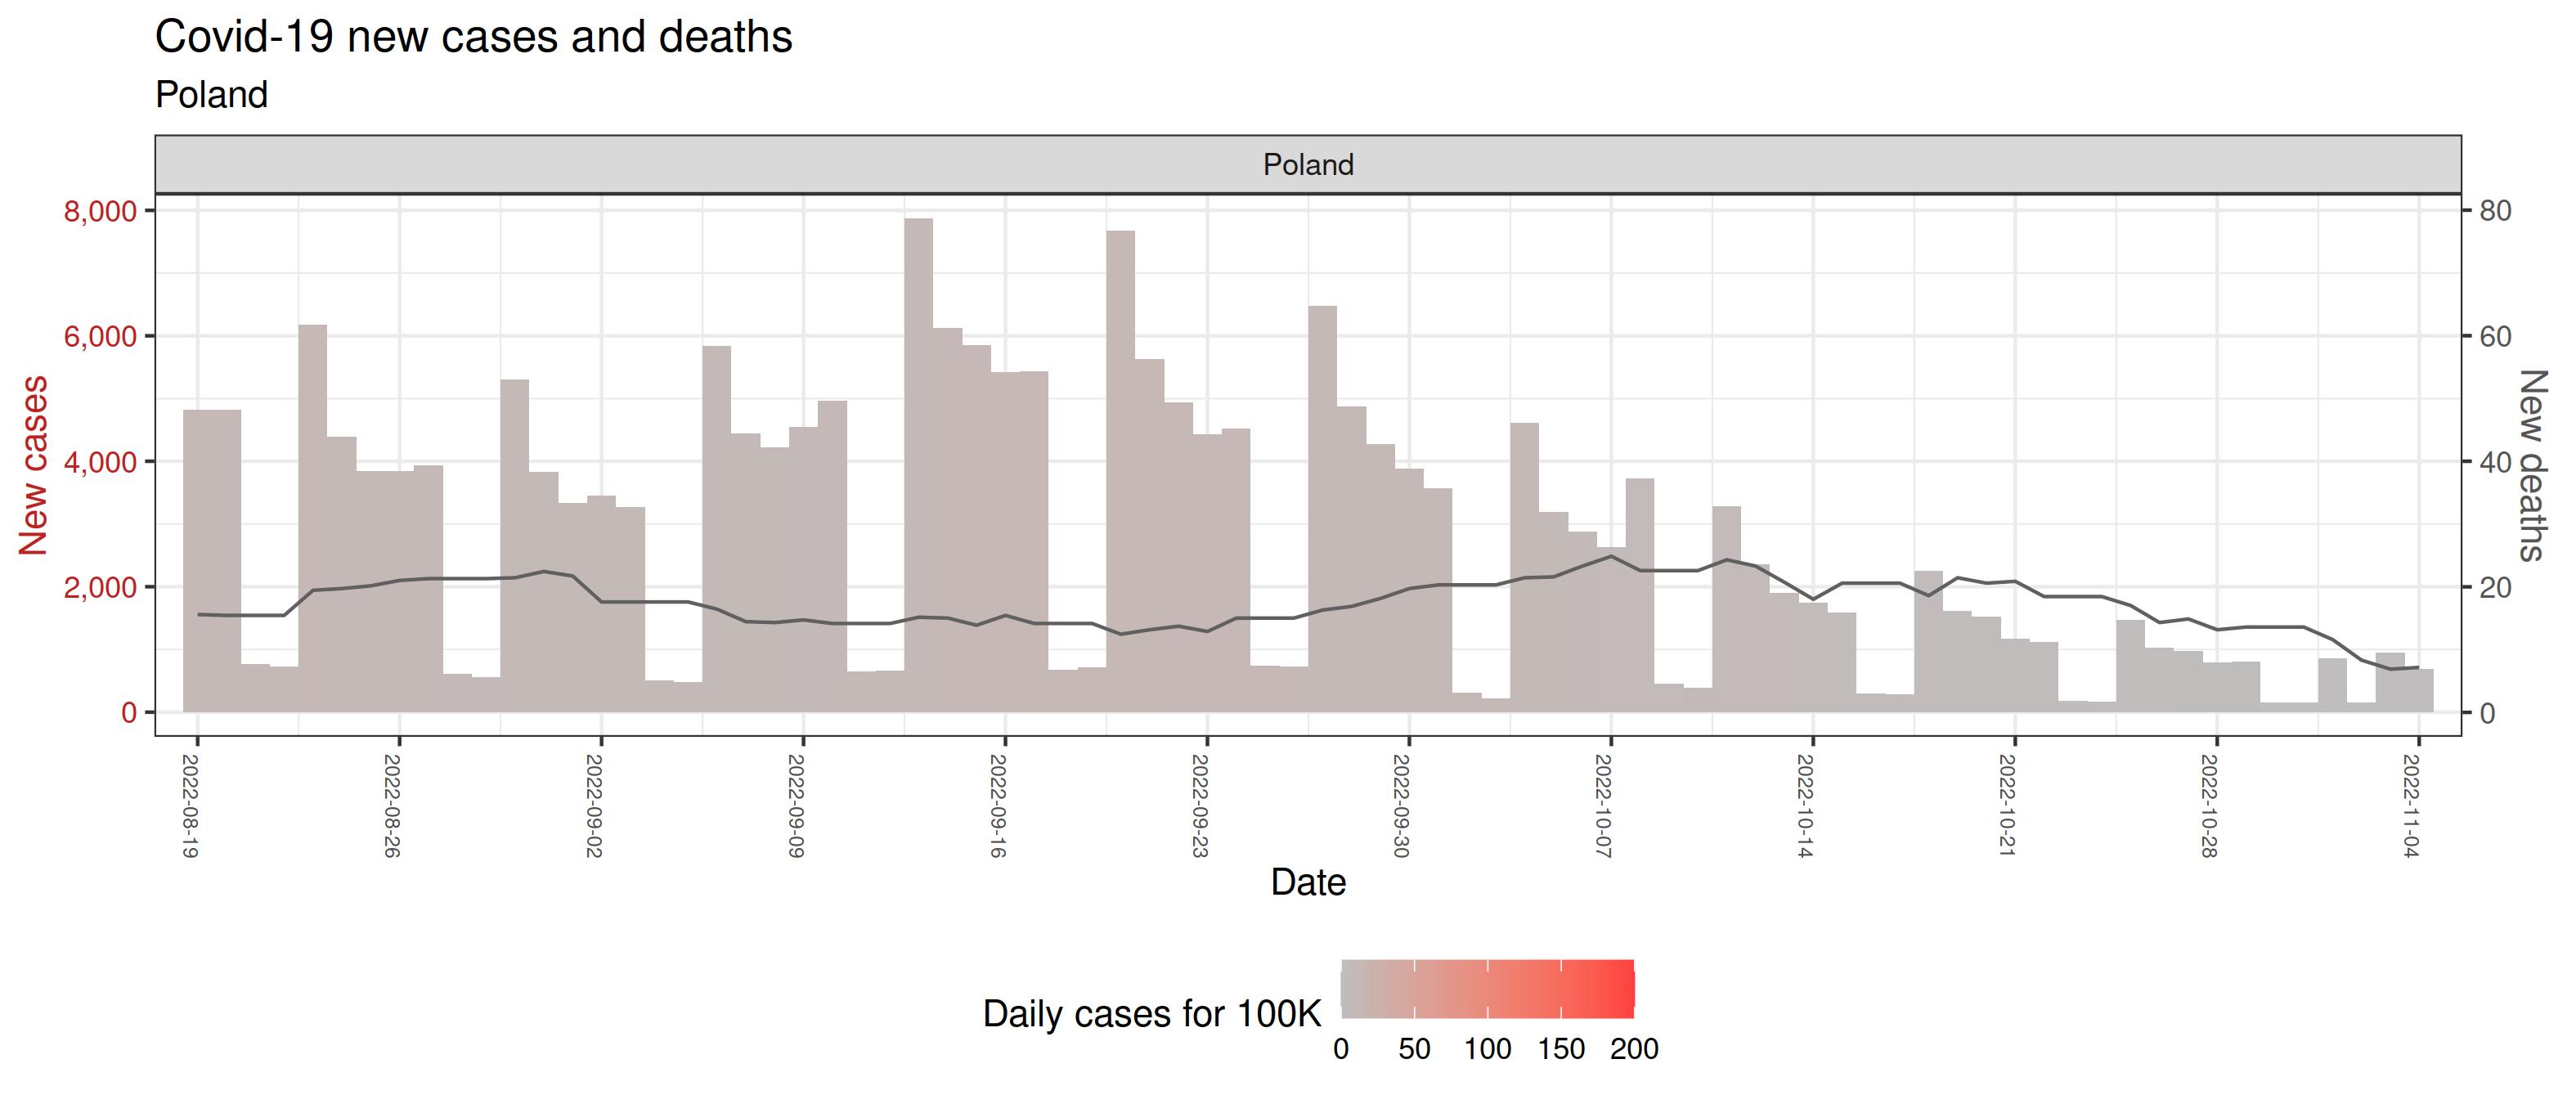 Covid-19 new cases and deaths
Poland
Poland
8,000
6,000
4,000
2,000
0
New cases
80
60
40
20
0
New deaths
2022-08-19
2022-08-26
2022-09-02
2022-09-09
2022-09-16
2022-09-23
2022-09-30
2022-10-07
2022-10-14
2022-10-21
2022-10-28
2022-11-04
Date
Daily cases for 100K
0 50 100 150 200